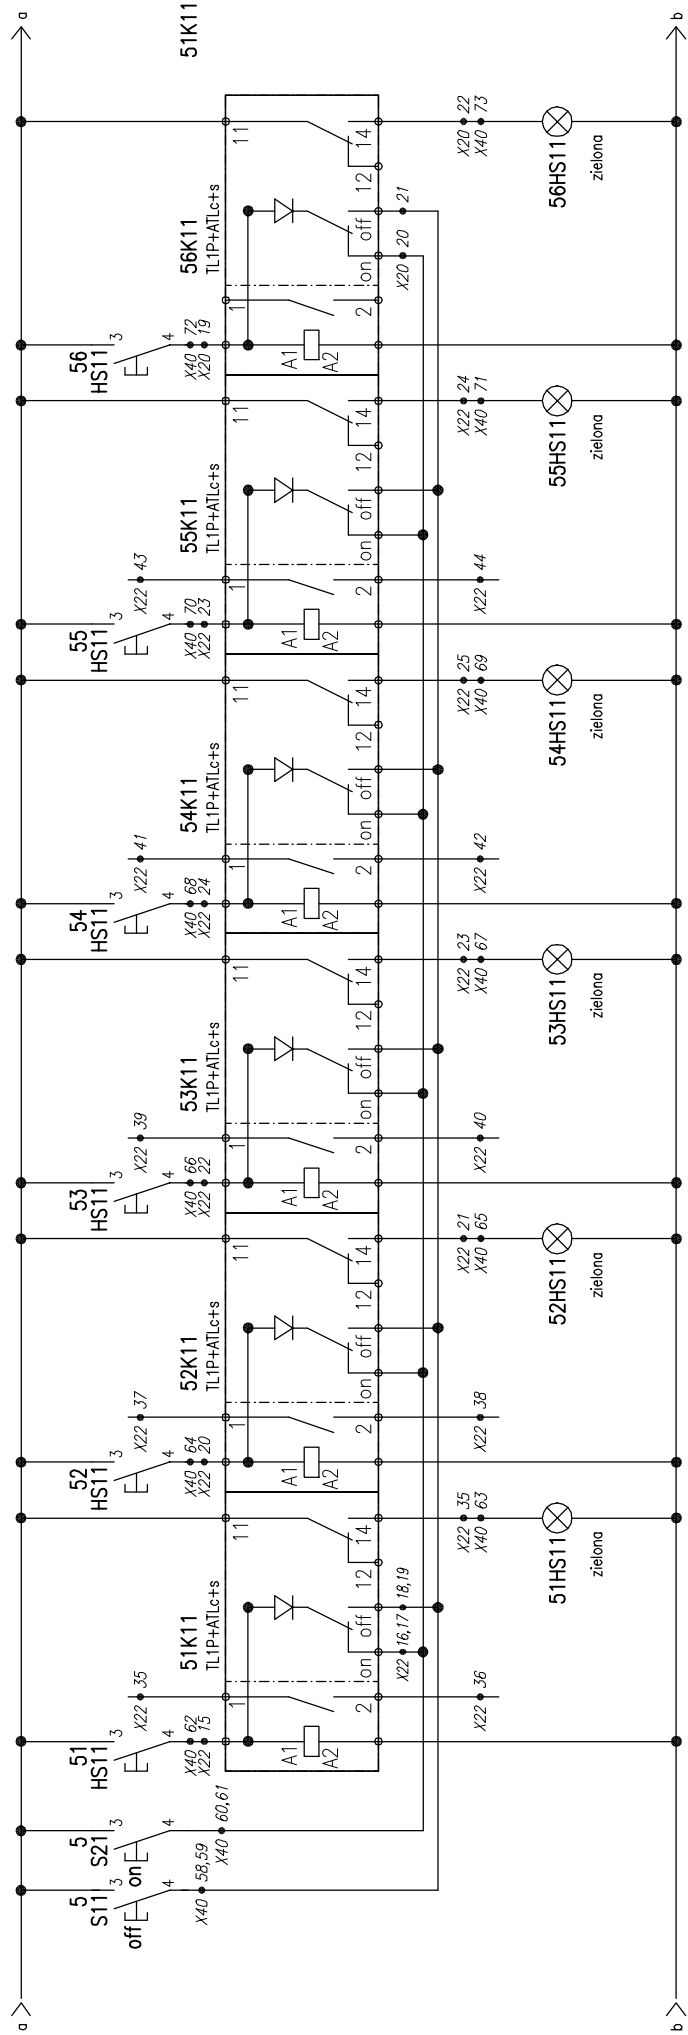 a
b
5
S11
off
3
4
X40 58,59
5
S21
on
3
4
X40 60,61
51
HS11
3
4
X40 62
X22 15
X22 35
51K11
TL1P+ATLc+s
A1
A2
1
2
on
off
12
14
11
X22 36
X22 16,17
18,19
X22 35
X40 63
51HS11
zielona
52
HS11
3
4
X40 64
X22 20
X22 37
52K11
TL1P+ATLc+s
A1
A2
1
2
on
off
12
14
11
X22 38
X22 21
X40 65
52HS11
zielona
53
HS11
3
4
X40 66
X22 22
X22 39
53K11
TL1P+ATLc+s
A1
A2
1
2
on
off
12
14
11
X22 40
X22 23
X40 67
53HS11
zielona
54
HS11
3
4
X40 68
X22 24
X22 41
54K11
TL1P+ATLc+s
A1
A2
1
2
on
off
12
14
11
X22 42
X22 25
X40 69
54HS11
zielona
55
HS11
3
4
X40 70
X22 23
X22 43
55K11
TL1P+ATLc+s
A1
A2
1
2
on
off
12
14
11
X22 44
X22 24
X40 71
55HS11
zielona
56
HS11
3
4
X40 72
X20 19
56K11
TL1P+ATLc+s
A1
A2
1
2
on
off
12
14
11
X20 20
21
X20 22
X40 73
56HS11
zielona
51K11
a
b